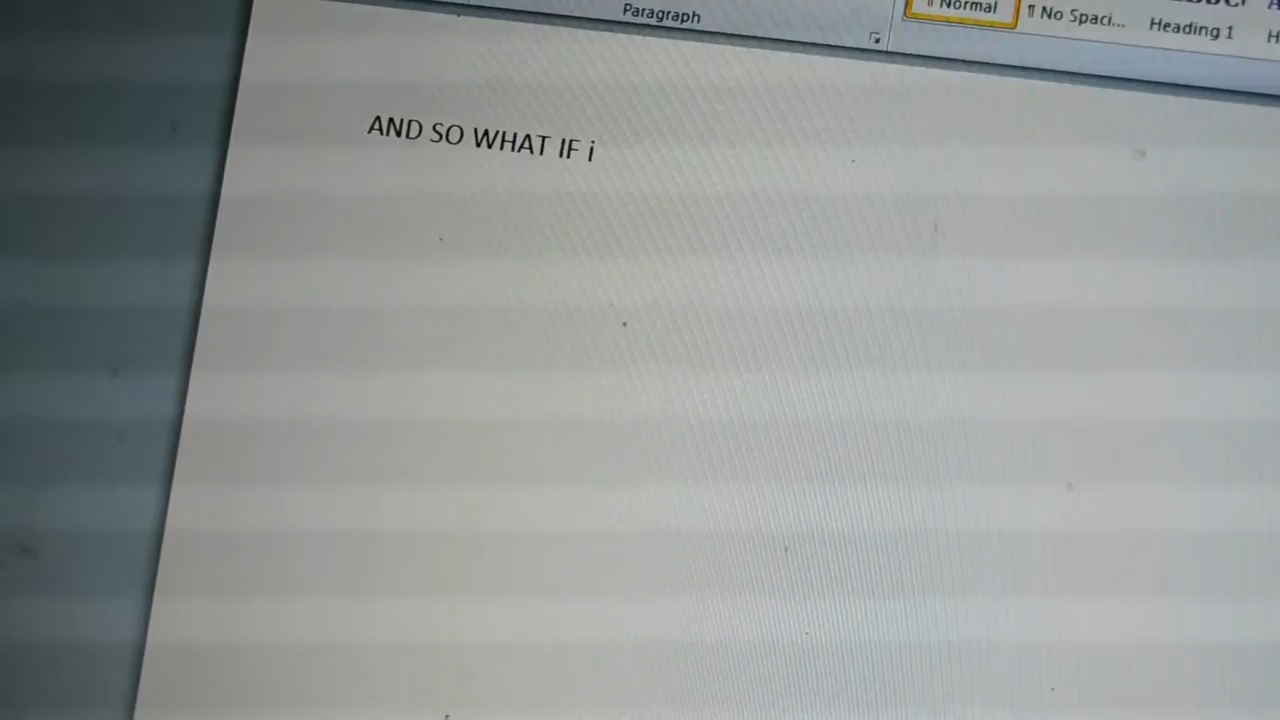 Paragraph
¶ Normal
¶ No Spaci...
Heading 1
AND SO WHAT IF i